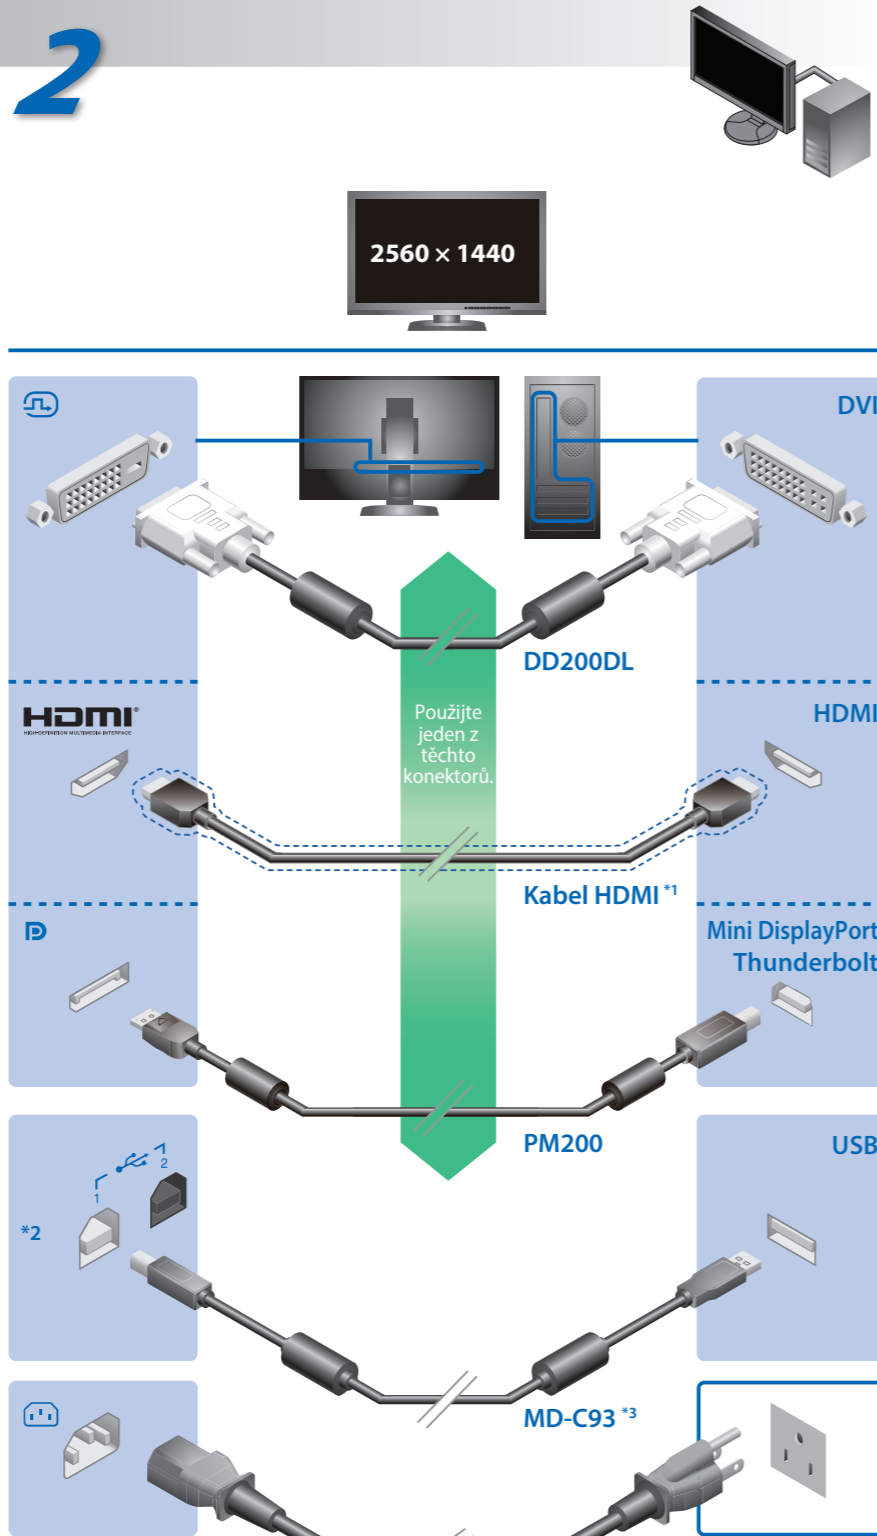 2
2560 × 1440
DVI
DD200DL
HDMI®
HIGH-DEFINITION MULTIMEDIA INTERFACE
HDMI
Použijte
jeden z
těchto
konektorů.
Kabel HDMI *1
Mini DisplayPort
Thunderbolt
PM200
USB
1
2
*2
MD-C93 *3